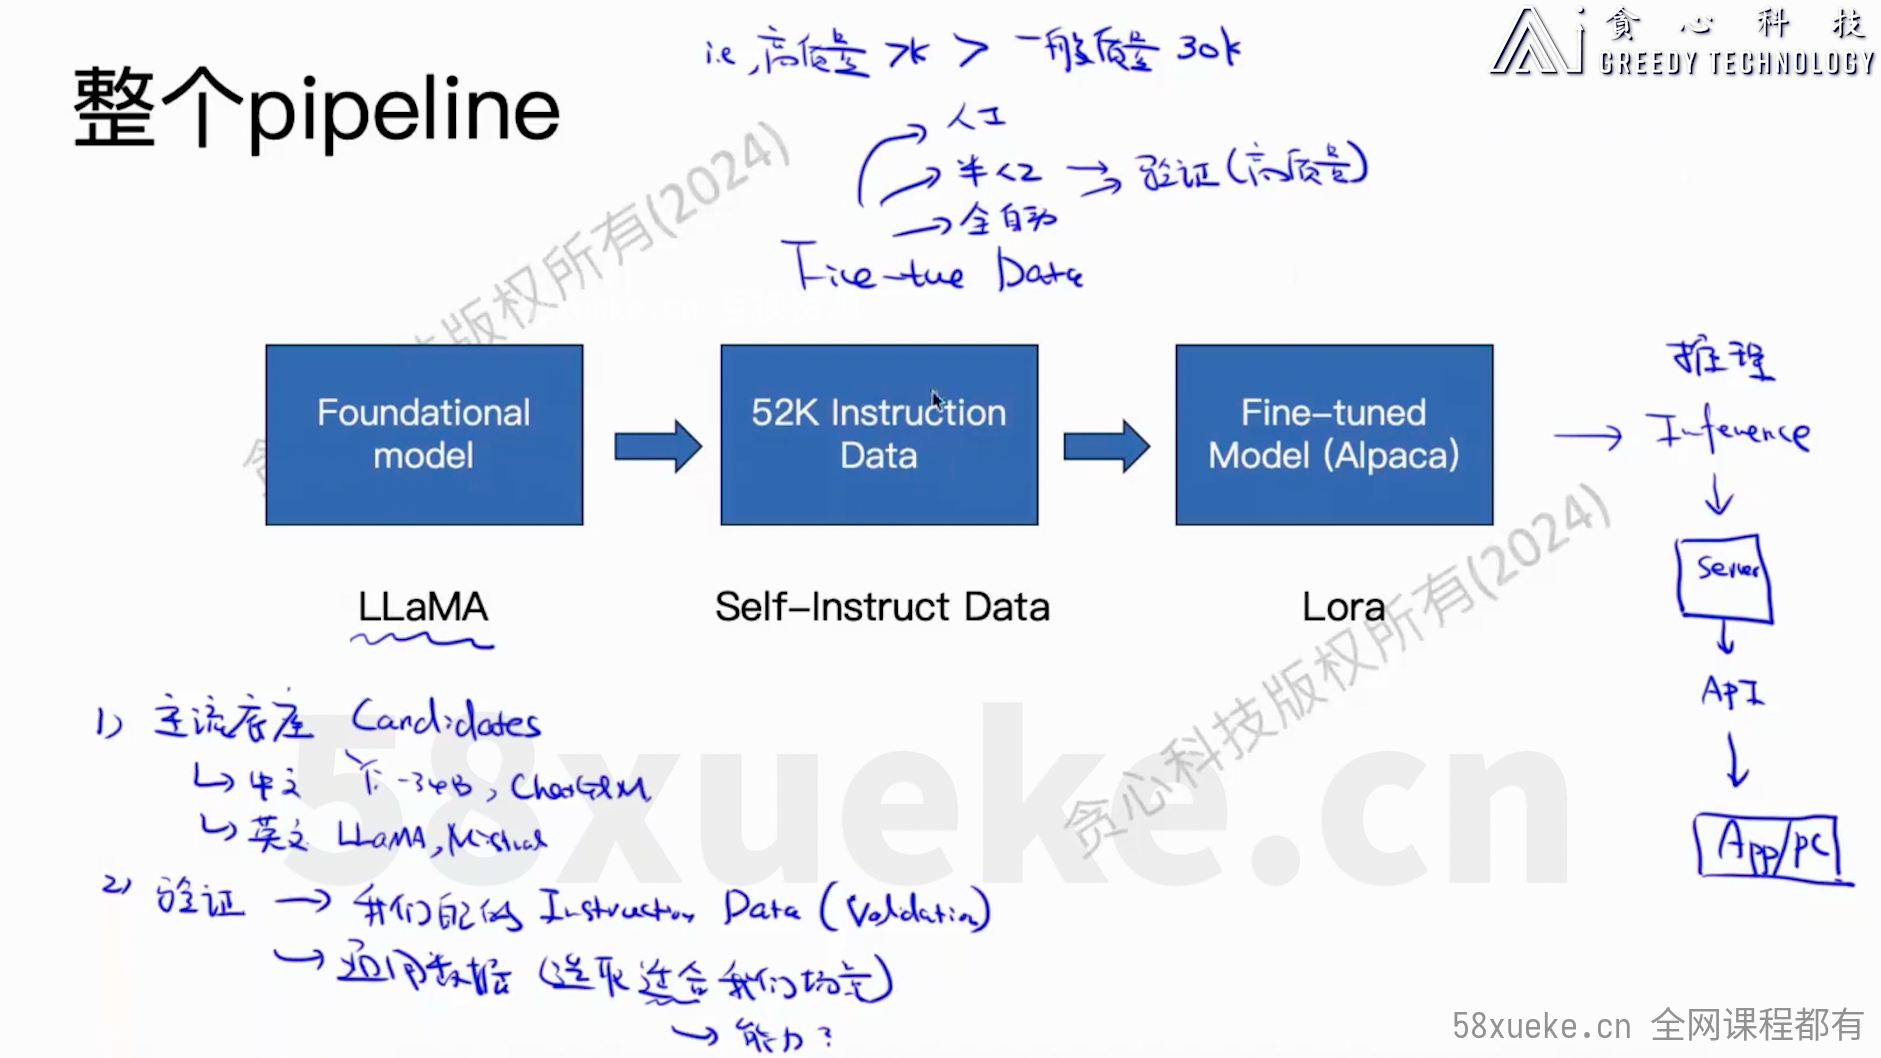 贪心科技
GREEDY TECHNOLOGY
i.e, 高质量 >k > 一般质量 30k
整个pipeline
人工
半人工 → 验证(高质量)
全自动
Fine-tue Data
贪心科技版权所有(2024)
推理
Foundational
model
52K Instruction
Data
Fine-tuned
Model (Alpaca)
→ Inference
Server
LLaMA
Self-Instruct Data
Lora
贪心科技版权所有(2024)
API
1) 主流底座 Candidates
中文 -34B, ChatGLM
英文 LLaMA, Mistral
App/PC
58xueke.cn
2) 验证 → 我们自己的 Instruction Data (Validation)
→ 通用数据 (选取适合我们场景)
→ 能力?
58xueke.cn 全网课程都有